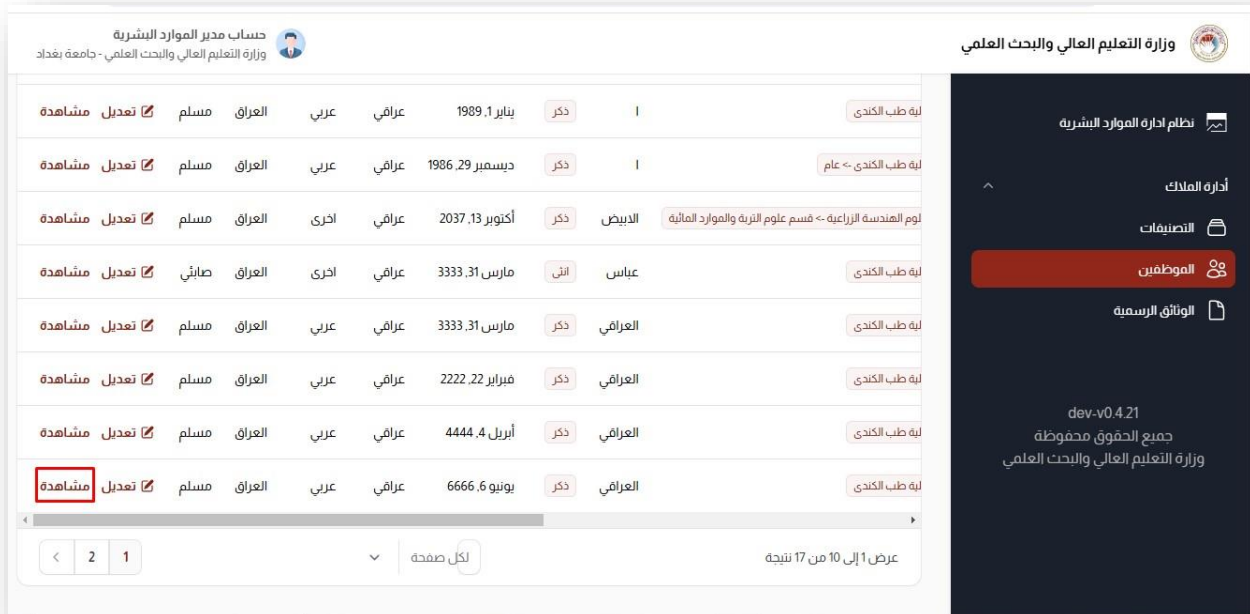 وزارة التعليم العالي والبحث العلمي
حساب مدير الموارد البشرية
وزارة التعليم العالي والبحث العلمي - جامعة بغداد
نظام ادارة الموارد البشرية
أدارة الملاك
التصنيفات
الموظفين
الوثائق الرسمية
dev-v0.4.21
جميع الحقوق محفوظة
وزارة التعليم العالي والبحث العلمي
لية طب الكندي ا ذكر يناير 1, 1989 عراقي عربي العراق مسلم تعديل مشاهدة
لية طب الكندي -> عام ا ذكر ديسمبر 29, 1986 عراقي عربي العراق مسلم تعديل مشاهدة
لوم الهندسة الزراعية -> قسم علوم التربة والموارد المائية الابيض ذكر أكتوبر 13, 2037 عراقي اخرى العراق مسلم تعديل مشاهدة
لية طب الكندي عباس انثى مارس 31, 3333 عراقي اخرى العراق صابئي تعديل مشاهدة
لية طب الكندي العراقي ذكر مارس 31, 3333 عراقي عربي العراق مسلم تعديل مشاهدة
لية طب الكندي العراقي ذكر فبراير 22, 2222 عراقي عربي العراق مسلم تعديل مشاهدة
لية طب الكندي العراقي ذكر أبريل 4, 4444 عراقي عربي العراق مسلم تعديل مشاهدة
لية طب الكندي العراقي ذكر يونيو 6, 6666 عراقي عربي العراق مسلم تعديل مشاهدة
عرض 1 إلى 10 من 17 نتيجة لكل صفحة 1 2